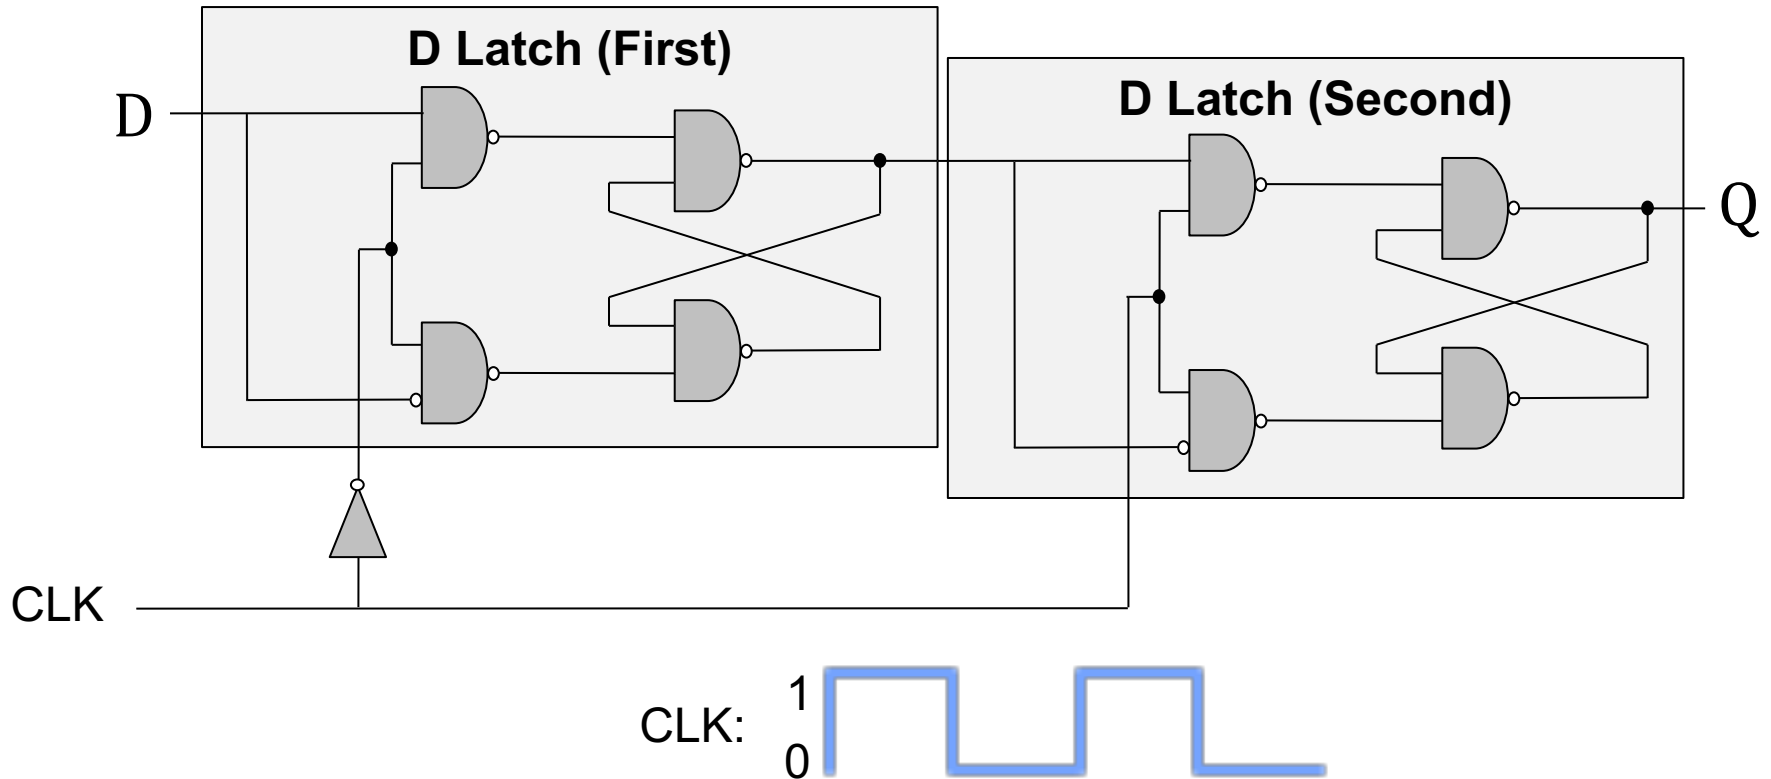 D Latch (First)
D Latch (Second)
D
Q
CLK
1
CLK:
0